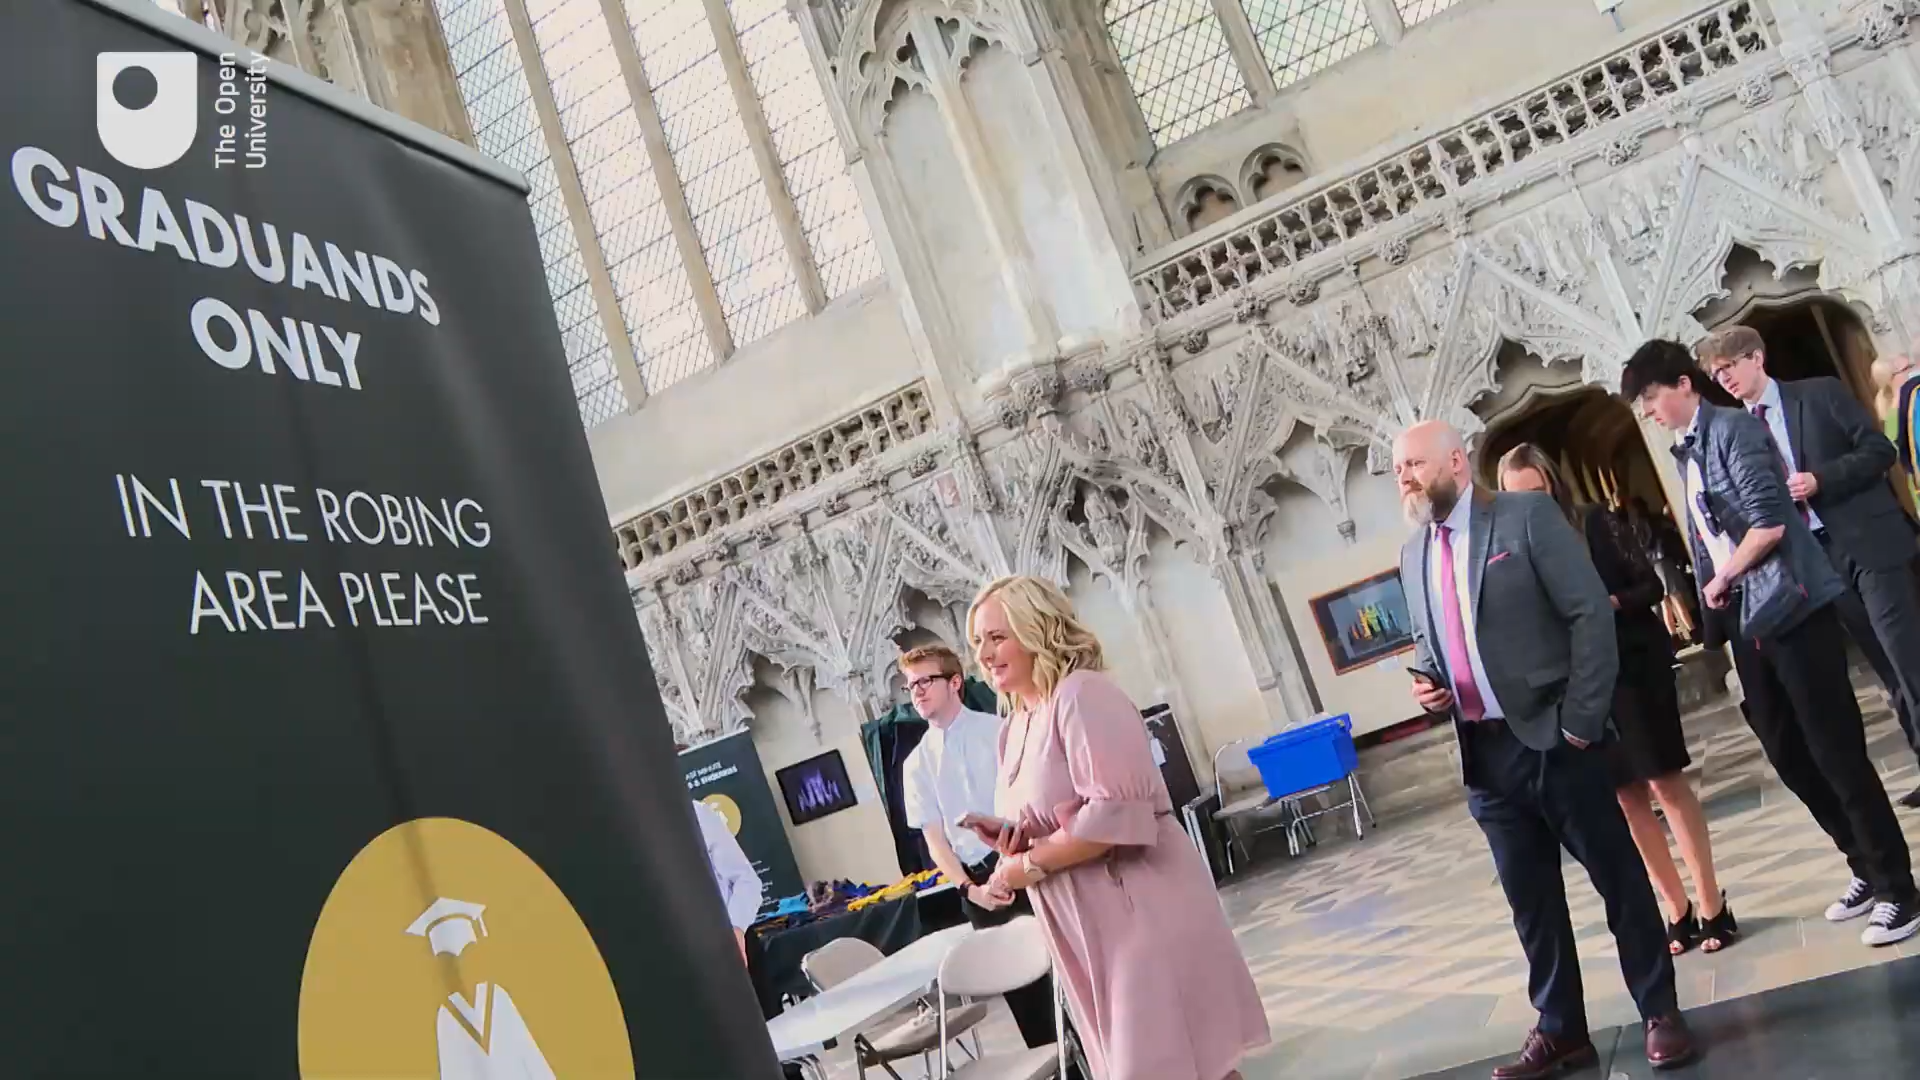 The Open
University
GRADUANDS
ONLY
IN THE ROBING
AREA PLEASE